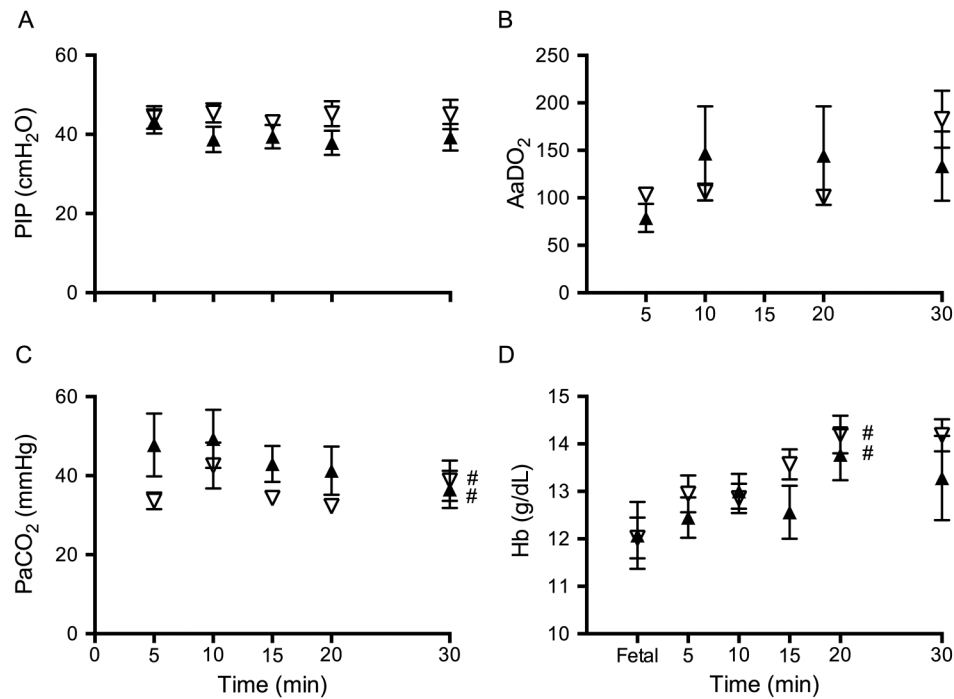 A
B
60
40
20
0
PIP (cmH2O)
250
200
150
100
50
0
AaDO2
5 10 15 20 30
C
D
60
40
20
0
PaCO2 (mmHg)
#
#
0 5 10 15 20 30
Time (min)
15
14
13
12
11
10
Hb (g/dL)
#
#
Fetal 5 10 15 20 30
Time (min)